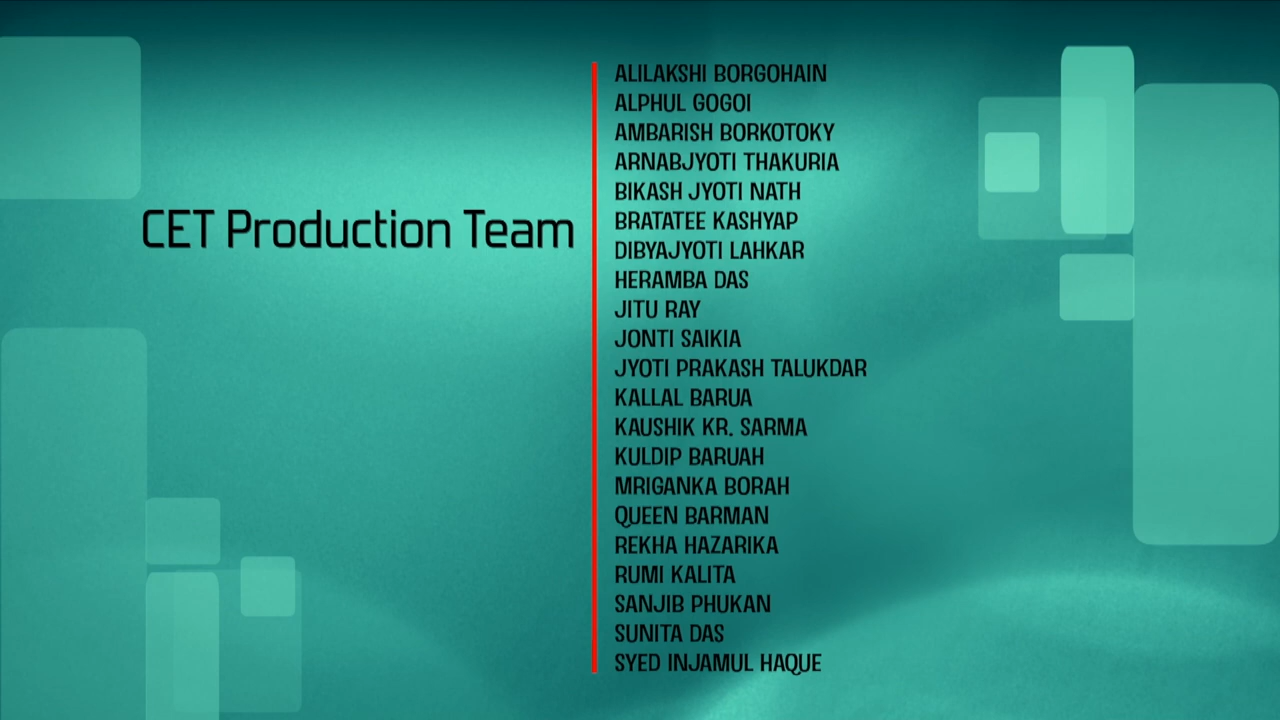 CET Production Team
ALILAKSHI BORGOHAIN
ALPHUL GOGOI
AMBARISH BORKOTOKY
ARNABJYOTI THAKURIA
BIKASH JYOTI NATH
BRATATEE KASHYAP
DIBYAJYOTI LAHKAR
HERAMBA DAS
JITU RAY
JONTI SAIKIA
JYOTI PRAKASH TALUKDAR
KALLAL BARUA
KAUSHIK KR. SARMA
KULDIP BARUAH
MRIGANKA BORAH
QUEEN BARMAN
REKHA HAZARIKA
RUMI KALITA
SANJIB PHUKAN
SUNITA DAS
SYED INJAMUL HAQUE